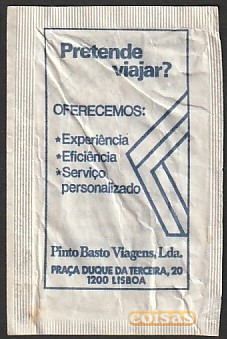 Pretende
viajar?
OFERECEMOS:
*Experiência
*Eficiência
*Serviço
personalizado
Pinto Basto Viagens, Lda.
PRAÇA DUQUE DA TERCEIRA, 20
1200 LISBOA
coisas